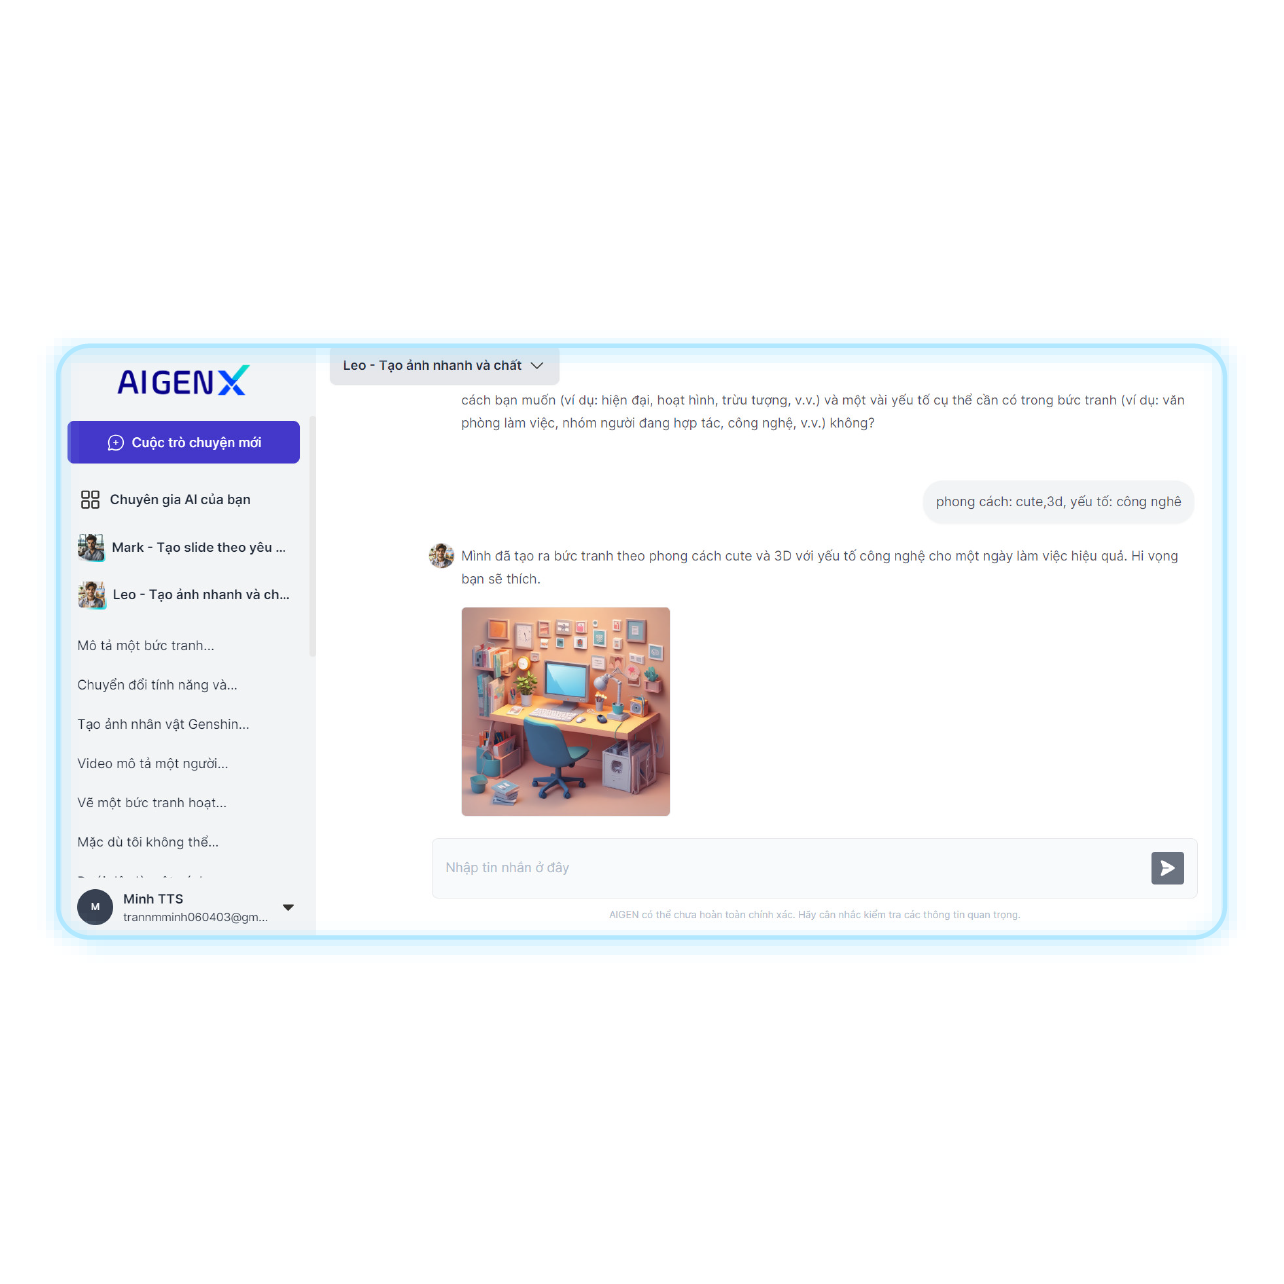 AIGENX
Cuộc trò chuyện mới
Chuyên gia AI của bạn
Mark - Tạo slide theo yêu ...
Leo - Tạo ảnh nhanh và ch...
Mô tả một bức tranh...
Chuyển đổi tính năng và...
Tạo ảnh nhân vật Genshin...
Video mô tả một người...
Vẽ một bức tranh hoạt...
Mặc dù tôi không thể...
M
Minh TTS
trannmminh060403@gm...
Leo - Tạo ảnh nhanh và chất
cách bạn muốn (ví dụ: hiện đại, hoạt hình, trừu tượng, v.v.) và một vài yếu tố cụ thể cần có trong bức tranh (ví dụ: văn
phòng làm việc, nhóm người đang hợp tác, công nghệ, v.v.) không?
phong cách: cute,3d, yếu tố: công nghê
Mình đã tạo ra bức tranh theo phong cách cute và 3D với yếu tố công nghệ cho một ngày làm việc hiệu quả. Hi vọng
bạn sẽ thích.
Nhập tin nhắn ở đây
AIGEN có thể chưa hoàn toàn chính xác. Hãy cân nhắc kiểm tra các thông tin quan trọng.